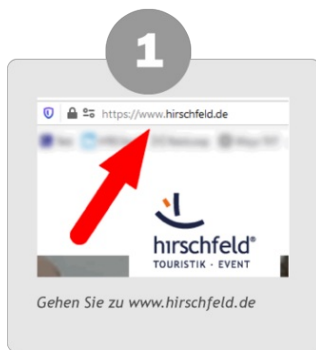 1
https://www.hirschfeld.de
hirschfeld®
TOURISTIK - EVENT
Gehen Sie zu www.hirschfeld.de